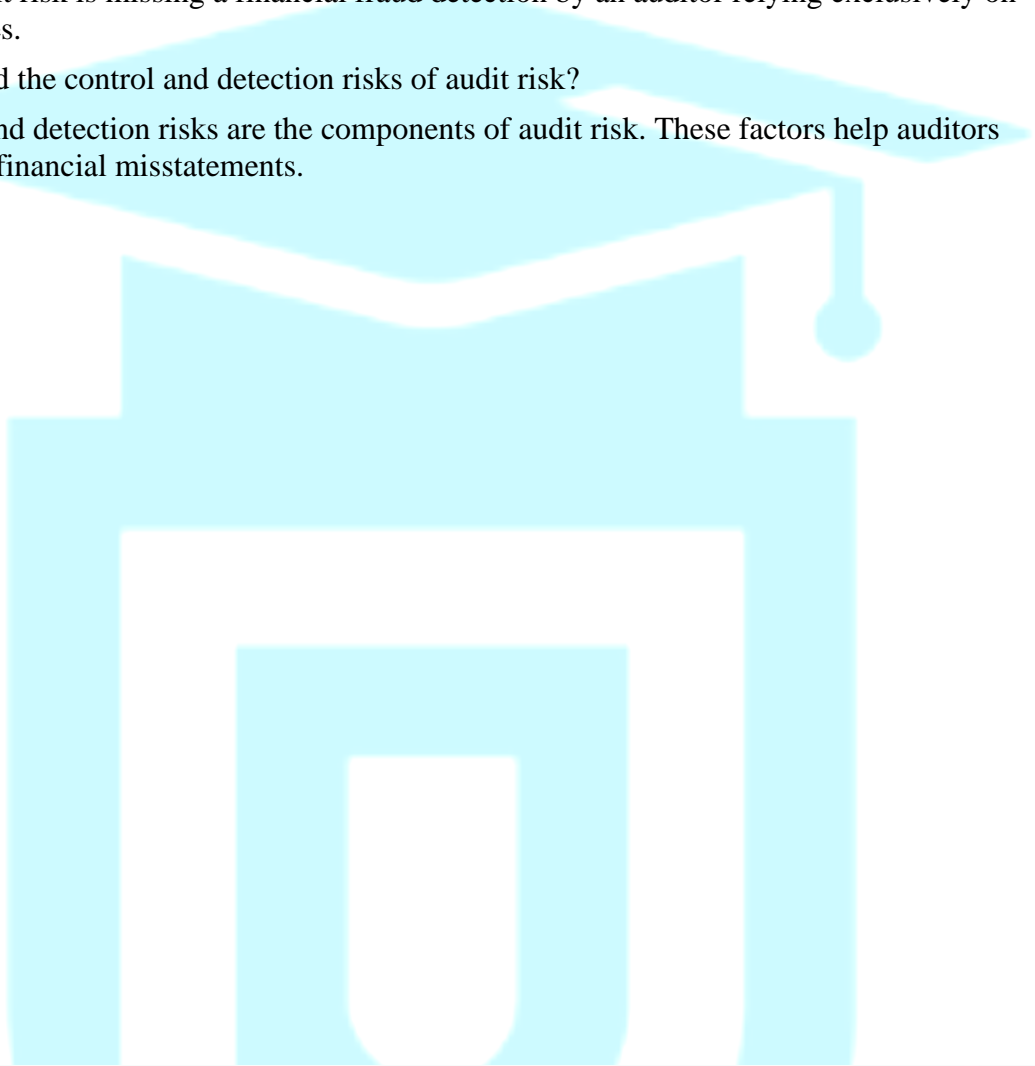 t risk is missing a financial fraud detection by an auditor relying exclusively on
es.
d the control and detection risks of audit risk?
nd detection risks are the components of audit risk. These factors help auditors
financial misstatements.